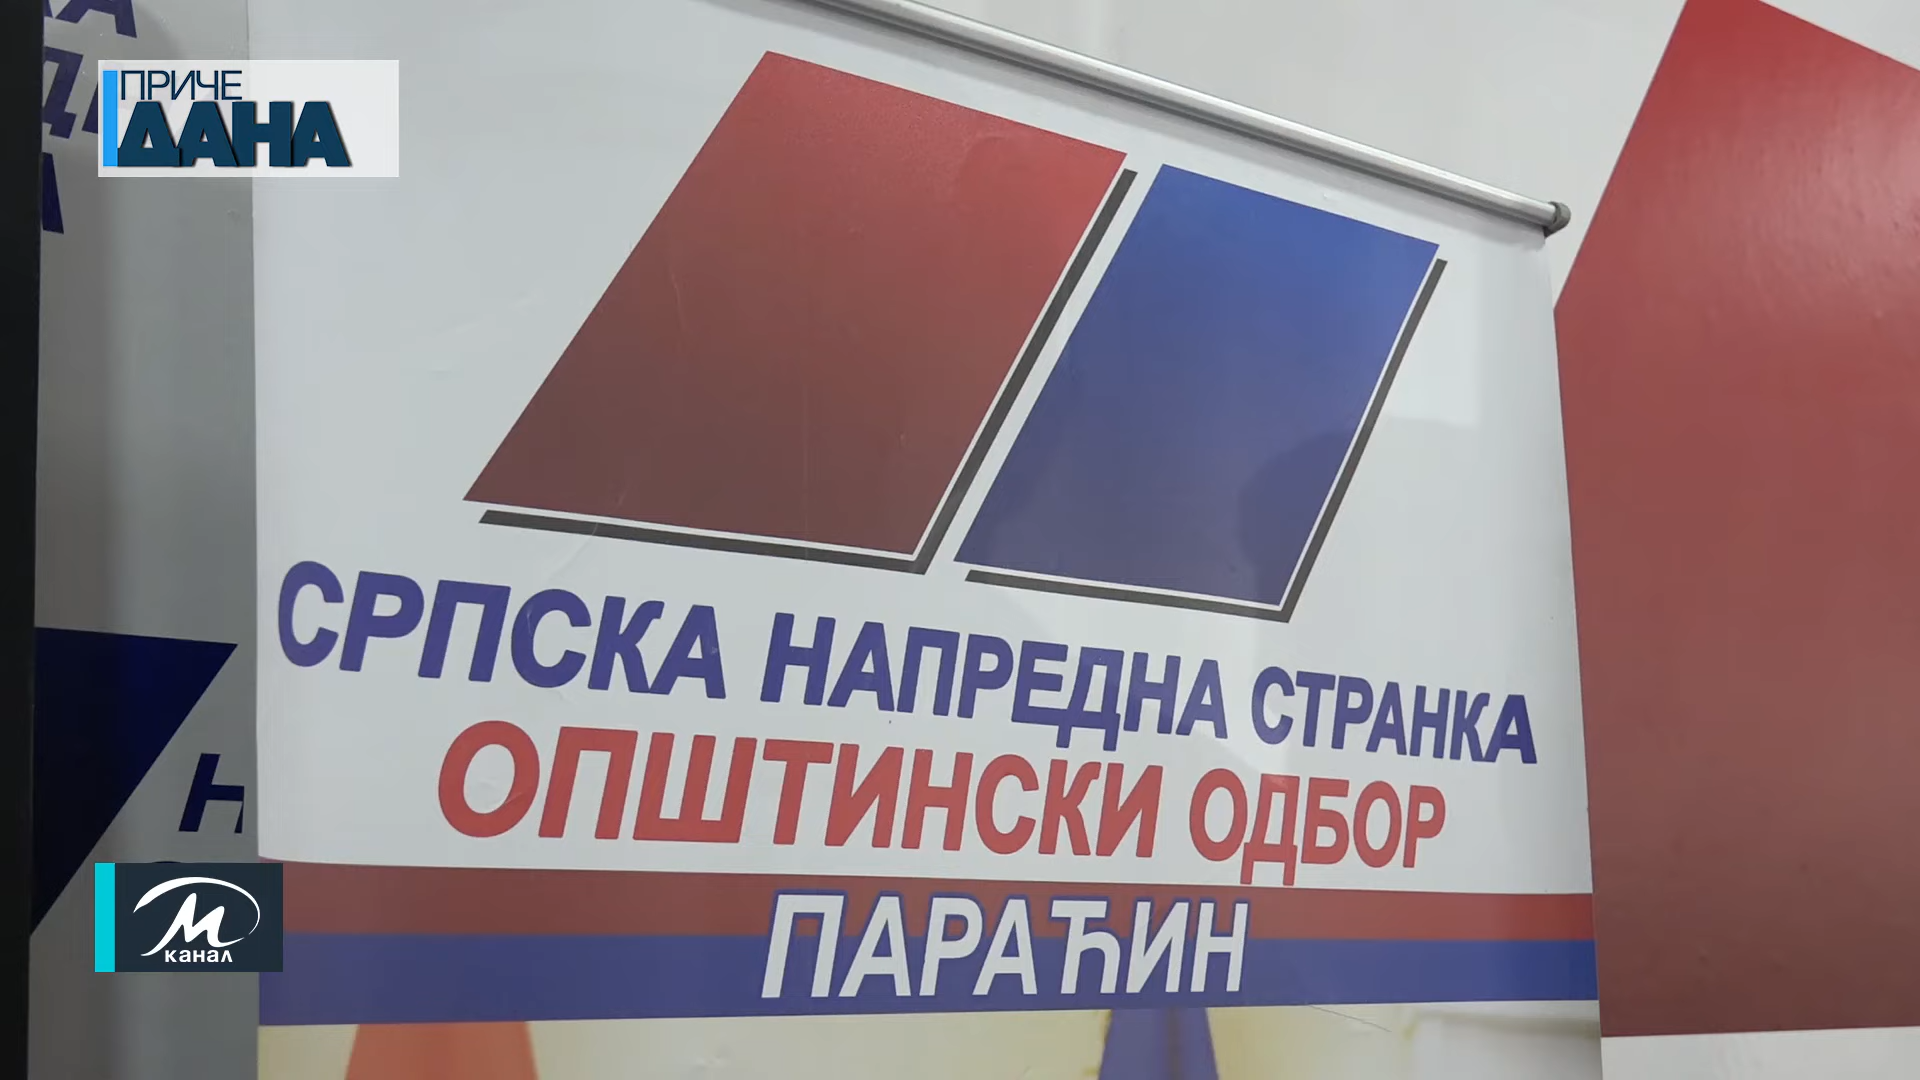 ПРИЧЕ
ДАНА
СРПСКА НАПРЕДНА СТРАНКА
ОПШТИНСКИ ОДБОР
ПАРАЋИН
М
канал